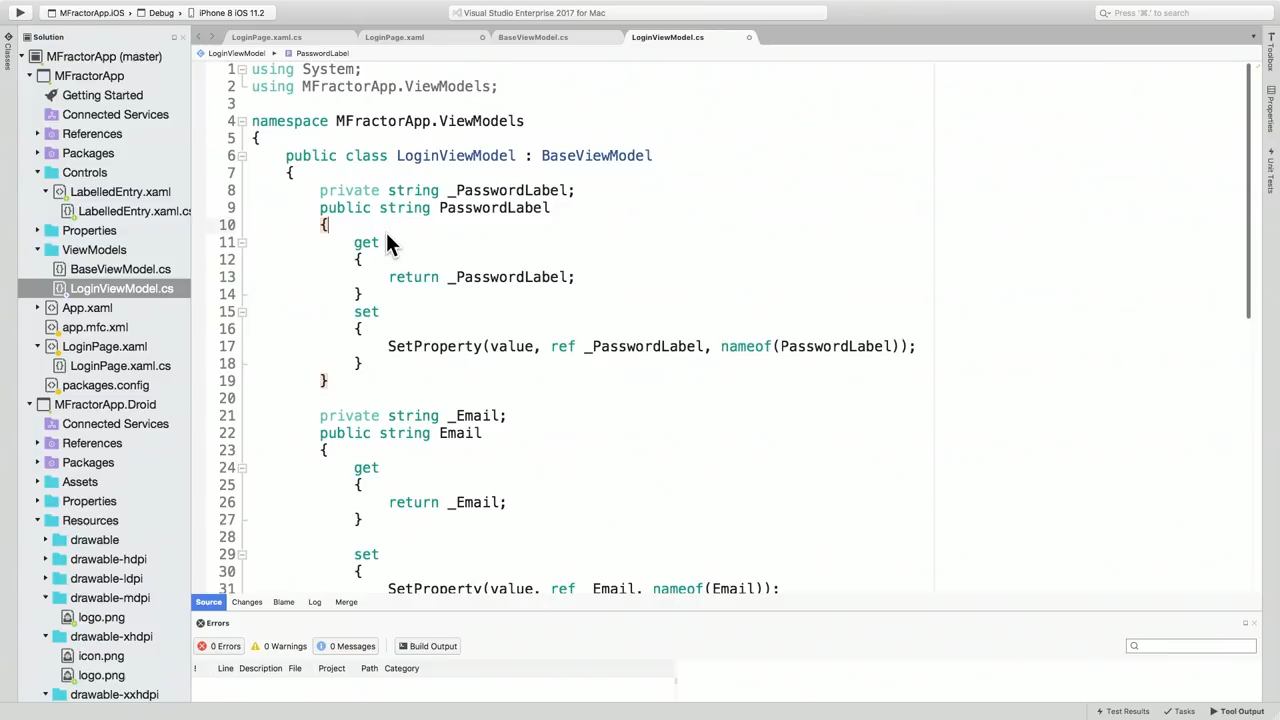 MFractorApp.iOS
Debug
iPhone 8 iOS 11.2
Visual Studio Enterprise 2017 for Mac
Press '⌘.' to search
Classes
Solution
LoginPage.xaml.cs
LoginPage.xaml
BaseViewModel.cs
LoginViewModel.cs
LoginViewModel
PasswordLabel
MFractorApp (master)
MFractorApp
Getting Started
Connected Services
References
Packages
Controls
LabelledEntry.xaml
LabelledEntry.xaml.cs
Properties
ViewModels
BaseViewModel.cs
LoginViewModel.cs
App.xaml
app.mfc.xml
LoginPage.xaml
LoginPage.xaml.cs
packages.config
MFractorApp.Droid
Connected Services
References
Packages
Assets
Properties
Resources
drawable
drawable-hdpi
drawable-ldpi
drawable-mdpi
logo.png
drawable-xhdpi
icon.png
logo.png
drawable-xxhdpi
1 using System;
2 using MFractorApp.ViewModels;
3
4 namespace MFractorApp.ViewModels
5 {
6 public class LoginViewModel : BaseViewModel
7 {
8 private string _PasswordLabel;
9 public string PasswordLabel
10 {
11 get
12 {
13 return _PasswordLabel;
14 }
15 set
16 {
17 SetProperty(value, ref _PasswordLabel, nameof(PasswordLabel));
18 }
19 }
20
21 private string _Email;
22 public string Email
23 {
24 get
25 {
26 return _Email;
27 }
28
29 set
30 {
31 SetProperty(value, ref _Email, nameof(Email));
Source Changes Blame Log Merge
Errors
0 Errors 0 Warnings 0 Messages Build Output
! Line Description File Project Path Category
Toolbox
Properties
Unit Tests
Test Results Tasks Tool Output